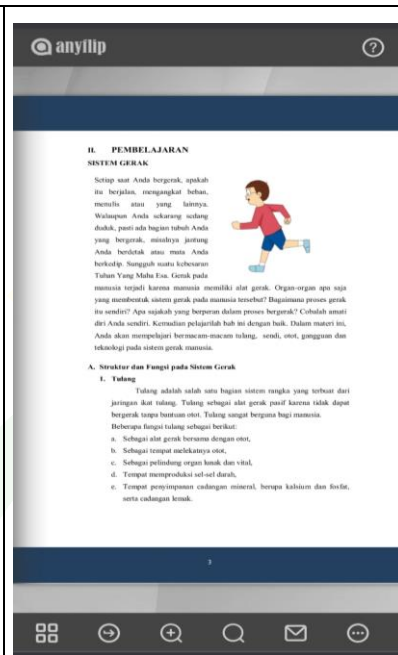 anyflip
II. PEMBELAJARAN
SISTEM GERAK
Setiap saat Anda bergerak, apakah
itu berjalan, mengangkat beban,
menulis atau yang lainnya.
Walaupun Anda sekarang sedang
duduk, pasti ada bagian tubuh Anda
yang bergerak, misalnya jantung
Anda berdetak atau mata Anda
berkedip. Sungguh suatu kebesaran
Tuhan Yang Maha Esa. Gerak pada
manusia terjadi karena manusia memiliki alat gerak. Organ-organ apa saja
yang membentuk sistem gerak pada manusia tersebut? Bagaimana proses gerak
itu sendiri? Apa sajakah yang berperan dalam proses bergerak? Cobalah amati
diri Anda sendiri. Kemudian pelajarilah bab ini dengan baik. Dalam materi ini,
Anda akan mempelajari bermacam-macam tulang, sendi, otot, gangguan dan
teknologi pada sistem gerak manusia.
A. Struktur dan Fungsi pada Sistem Gerak
1. Tulang
Tulang adalah salah satu bagian sistem rangka yang terbuat dari
jaringan ikat tulang. Tulang sebagai alat gerak pasif karena tidak dapat
bergerak tanpa bantuan otot. Tulang sangat berguna bagi manusia.
Beberapa fungsi tulang sebagai berikut:
a. Sebagai alat gerak bersama dengan otot,
b. Sebagai tempat melekatnya otot,
c. Sebagai pelindung organ lunak dan vital,
d. Tempat memproduksi sel-sel darah,
e. Tempat penyimpanan cadangan mineral, berupa kalsium dan fosfat,
serta cadangan lemak.
3